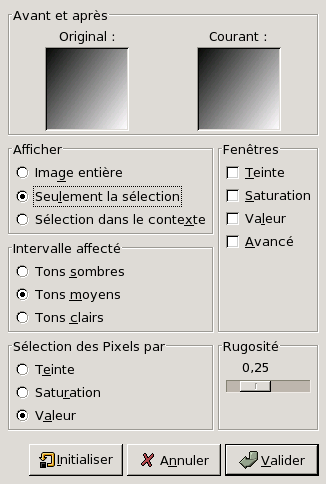 Avant et après
Original :
Courant :
Afficher
Image entière
Seulement la sélection
Sélection dans le contexte
Fenêtres
Teinte
Saturation
Valeur
Avancé
Intervalle affecté
Tons sombres
Tons moyens
Tons clairs
Sélection des Pixels par
Teinte
Saturation
Valeur
Rugosité
0,25
Initialiser
Annuler
Valider